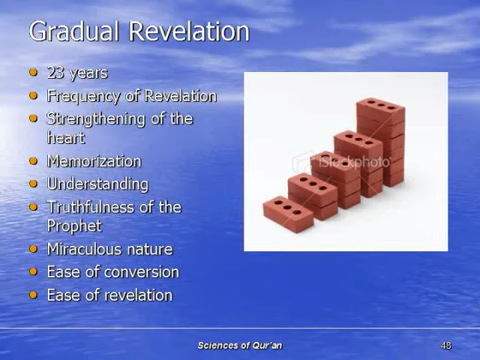 Gradual Revelation
23 years
Frequency of Revelation
Strengthening of the
heart
Memorization
Understanding
Truthfulness of the
Prophet
Miraculous nature
Ease of conversion
Ease of revelation
iStockphoto
Sciences of Qur'an
48